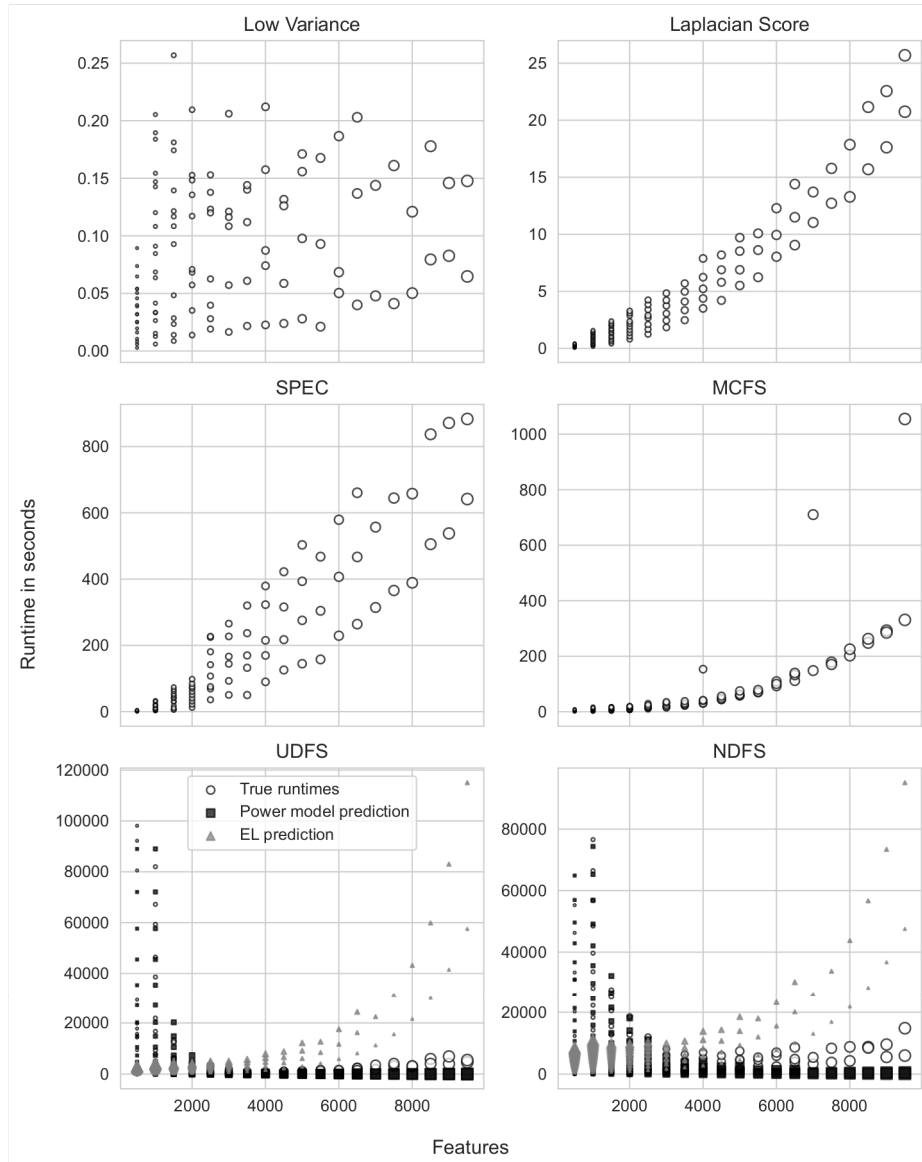 Low Variance
Laplacian Score
0.25
0.20
0.15
0.10
0.05
0.00
25
20
15
10
5
0
SPEC
MCFS
800
600
400
200
0
1000
800
600
400
200
0
Runtime in seconds
UDFS
NDFS
120000
100000
80000
60000
40000
20000
0
True runtimes
Power model prediction
EL prediction
80000
60000
40000
20000
0
2000 4000 6000 8000
2000 4000 6000 8000
Features